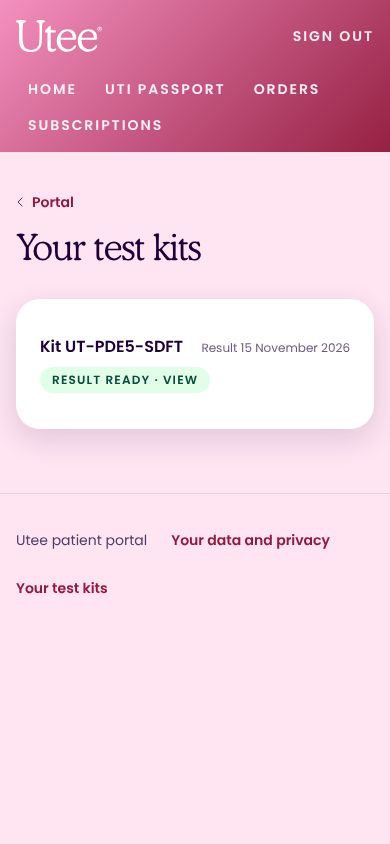 Utee®
SIGN OUT
HOME UTI PASSPORT ORDERS
SUBSCRIPTIONS
Portal
Your test kits
Kit UT-PDE5-SDFT Result 15 November 2026
RESULT READY · VIEW
Utee patient portal Your data and privacy
Your test kits